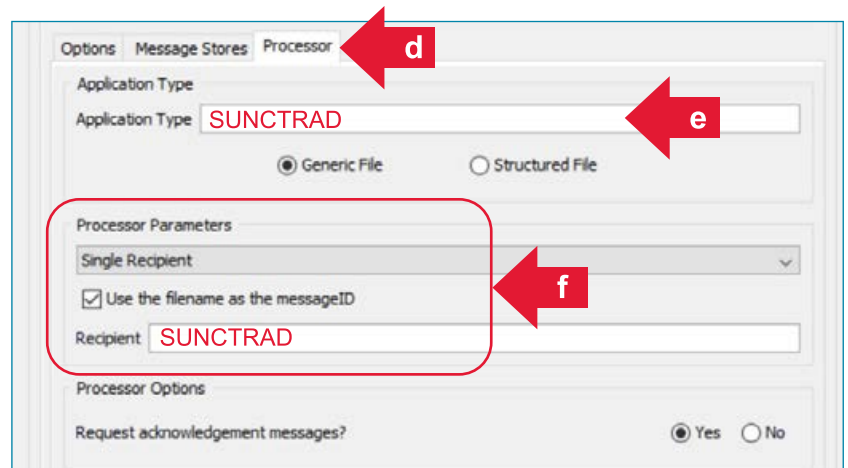 Options Message Stores Processor d
Application Type
Application Type SUNCTRAD e
Generic File Structured File
Processor Parameters
Single Recipient
Use the filename as the messageID f
Recipient SUNCTRAD
Processor Options
Request acknowledgement messages? Yes No